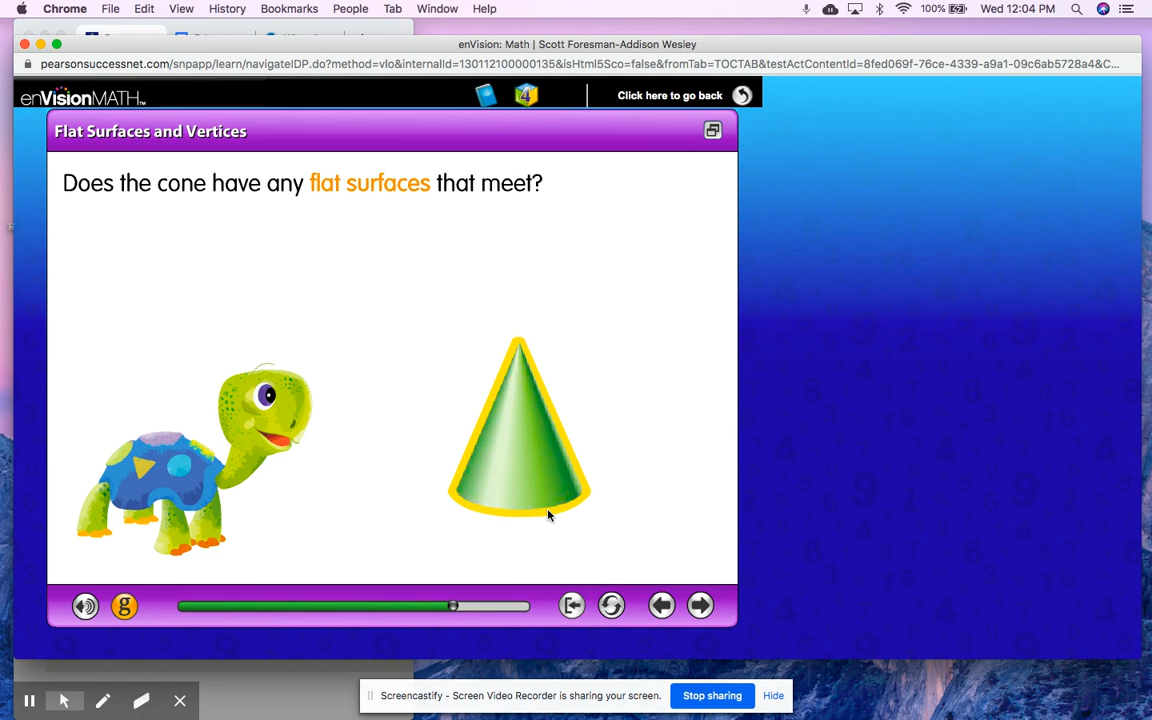 Chrome File Edit View History Bookmarks People Tab Window Help 100% Wed 12:04 PM
enVision: Math | Scott Foresman-Addison Wesley
pearsonsuccessnet.com/snpapp/learn/navigateIDP.do?method=vlo&internalId=130112100000135&isHtml5Sco=false&fromTab=TOCTAB&testActContentId=8fed069f-76ce-4339-a9a1-09c6ab5728a4&C...
enVisionMATH™ 4 Click here to go back
Flat Surfaces and Vertices
Does the cone have any flat surfaces that meet?
g
Screencastify - Screen Video Recorder is sharing your screen. Stop sharing Hide